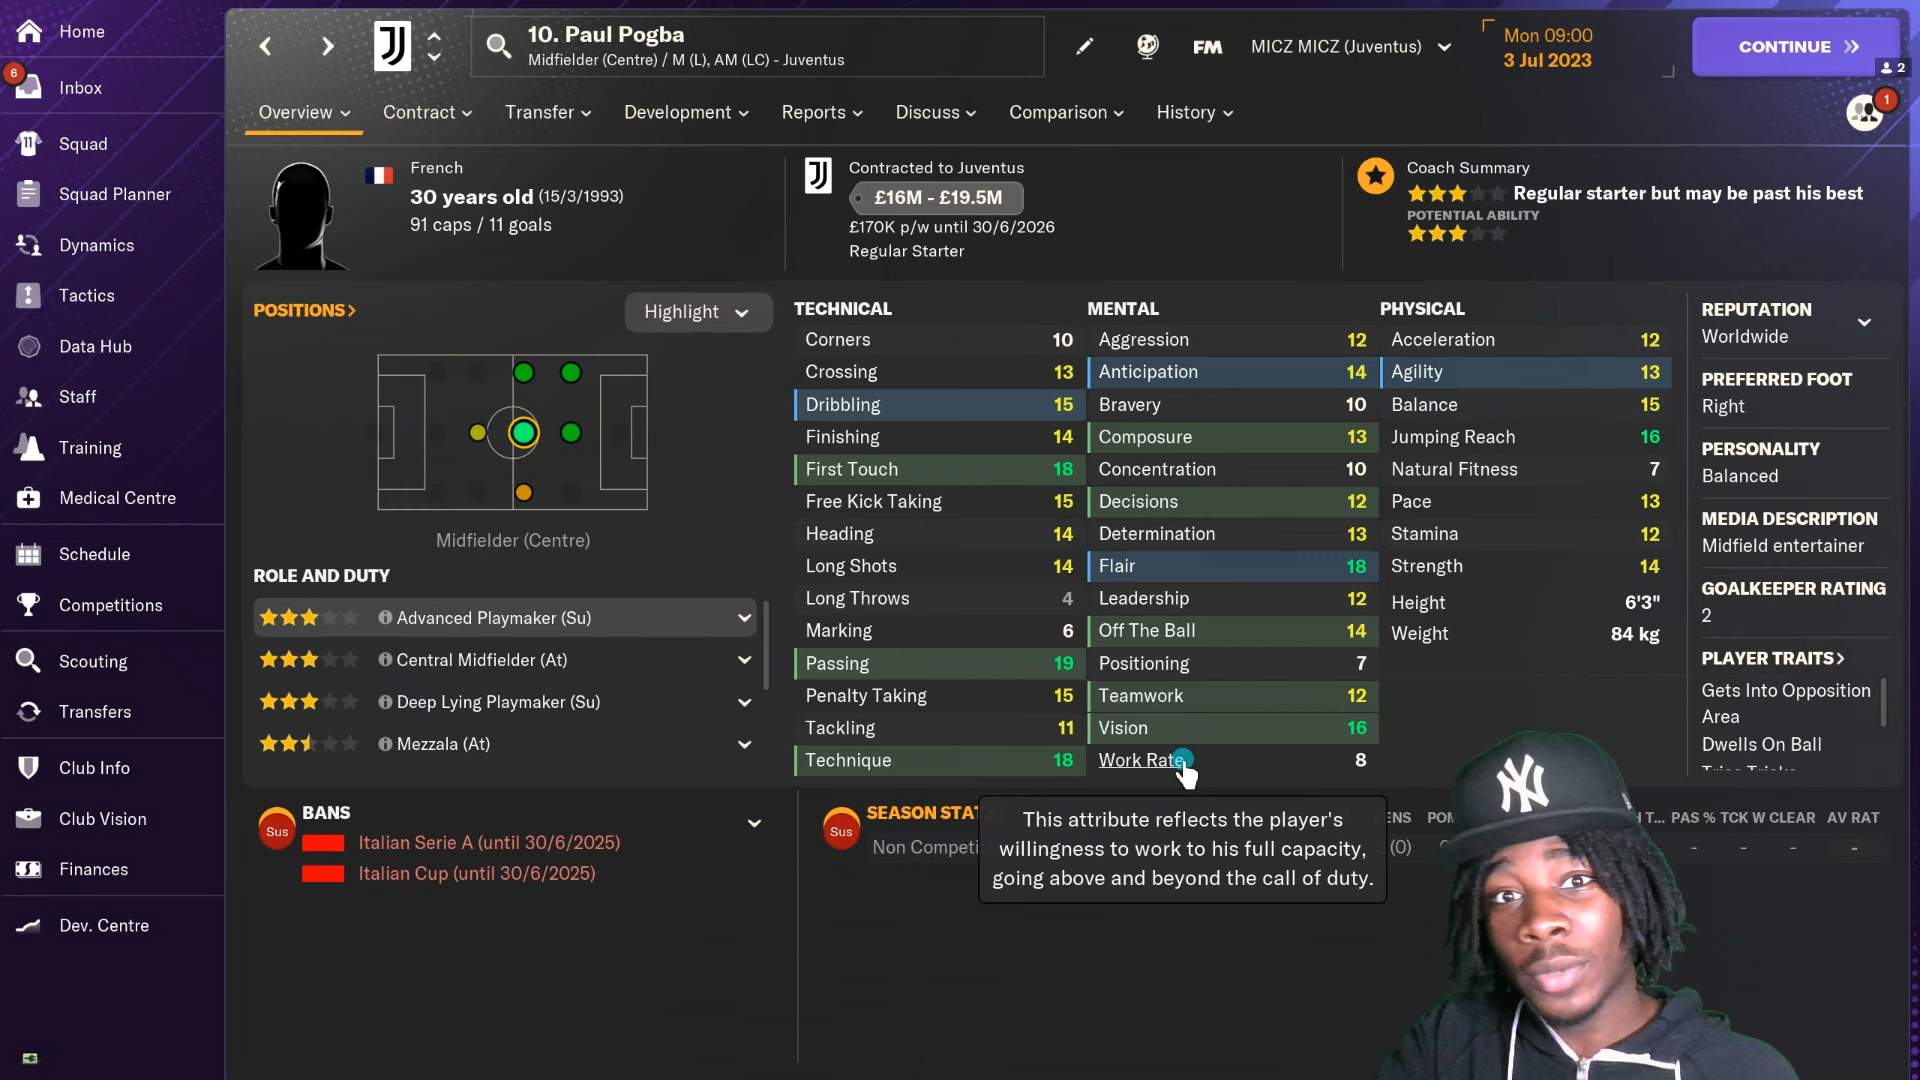 Home
6
Inbox
Squad
Squad Planner
Dynamics
Tactics
Data Hub
Staff
Training
Medical Centre
Schedule
Competitions
Scouting
Transfers
Club Info
Club Vision
Finances
Dev. Centre
10. Paul Pogba
Midfielder (Centre) / M (L), AM (LC) - Juventus
FM
MICZ MICZ (Juventus)
Mon 09:00
3 Jul 2023
CONTINUE
2
1
Overview Contract Transfer Development Reports Discuss Comparison History
French
30 years old (15/3/1993)
91 caps / 11 goals
Contracted to Juventus
£16M - £19.5M
£170K p/w until 30/6/2026
Regular Starter
Coach Summary
Regular starter but may be past his best
POTENTIAL ABILITY
POSITIONS
Highlight
Midfielder (Centre)
ROLE AND DUTY
Advanced Playmaker (Su)
Central Midfielder (At)
Deep Lying Playmaker (Su)
Mezzala (At)
TECHNICAL
Corners 10
Crossing 13
Dribbling 15
Finishing 14
First Touch 18
Free Kick Taking 15
Heading 14
Long Shots 14
Long Throws 4
Marking 6
Passing 19
Penalty Taking 15
Tackling 11
Technique 18
MENTAL
Aggression 12
Anticipation 14
Bravery 10
Composure 13
Concentration 10
Decisions 12
Determination 13
Flair 18
Leadership 12
Off The Ball 14
Positioning 7
Teamwork 12
Vision 16
Work Rate 8
PHYSICAL
Acceleration 12
Agility 13
Balance 15
Jumping Reach 16
Natural Fitness 7
Pace 13
Stamina 12
Strength 14
Height 6'3"
Weight 84 kg
REPUTATION
Worldwide
PREFERRED FOOT
Right
PERSONALITY
Balanced
MEDIA DESCRIPTION
Midfield entertainer
GOALKEEPER RATING
2
PLAYER TRAITS
Gets Into Opposition
Area
Dwells On Ball
Sus
BANS
Italian Serie A (until 30/6/2025)
Italian Cup (until 30/6/2025)
Sus
SEASON STATS
PAS % TCK W CLEAR AV RAT
Non (0)
This attribute reflects the player's
willingness to work to his full capacity,
going above and beyond the call of duty.
NY